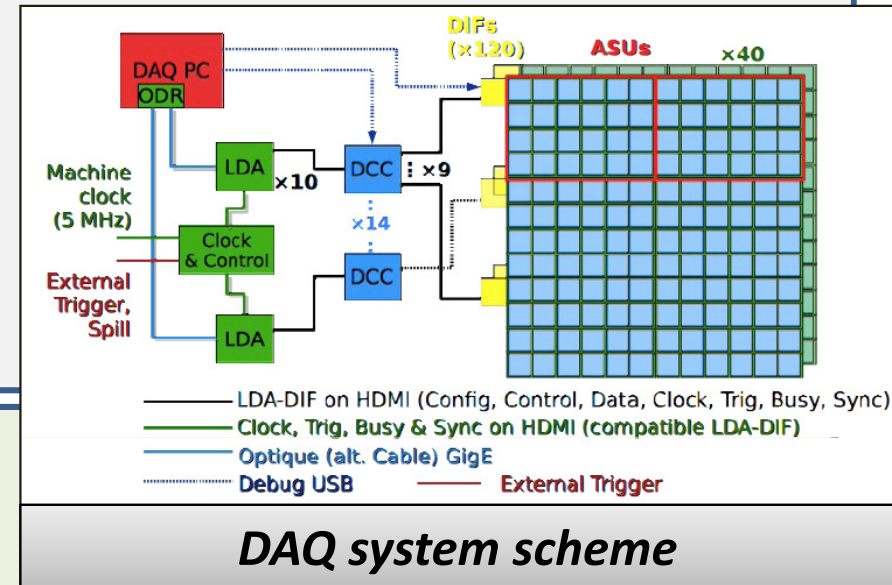 DIFs
(×120)
ASUs
×40
DAQ PC
ODR
LDA
×10
DCC
⋮ ×9
Machine
clock
(5 MHz)
×14
Clock
& Control
DCC
External
Trigger,
Spill
LDA
LDA-DIF on HDMI (Config, Control, Data, Clock, Trig, Busy, Sync)
Clock, Trig, Busy & Sync on HDMI (compatible LDA-DIF)
Optique (alt. Cable) GigE
Debug USB
External Trigger
DAQ system scheme